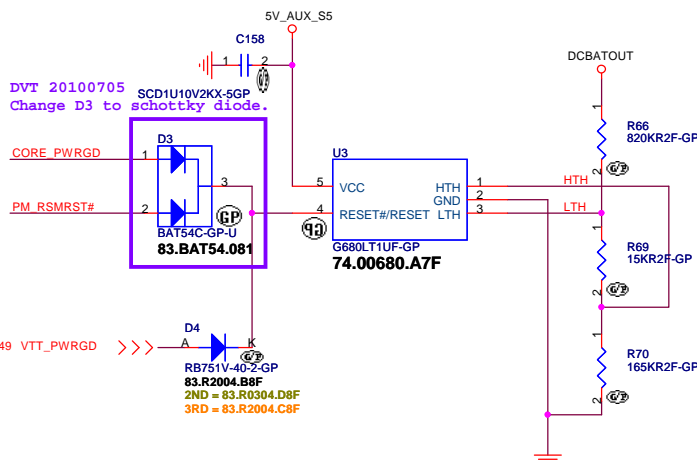 5V_AUX_S5
C158
1 2
G/P
SCD1U10V2KX-5GP
DVT 20100705
Change D3 to schottky diode.
DCBATOUT
1
R66
820KR2F-GP
2
G/P
D3
CORE_PWRGD 1
3
PM_RSMRST# 2
GP
BAT54C-GP-U
83.BAT54.081
U3
5 VCC
4 RESET#/RESET
HTH 1
GND 2
LTH 3
GP
G680LT1UF-GP
74.00680.A7F
HTH
LTH
1
R69
15KR2F-GP
2
G/P
1
R70
165KR2F-GP
2
G/P
49 VTT_PWRGD
D4
A K
G/P
RB751V-40-2-GP
83.R2004.B8F
2ND = 83.R0304.D8F
3RD = 83.R2004.C8F